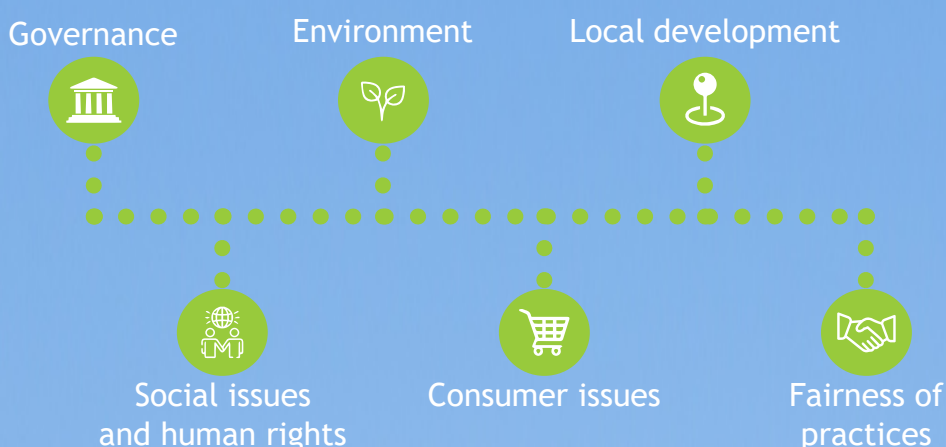 Governance
Environment
Local development
Social issues
and human rights
Consumer issues
Fairness of
practices